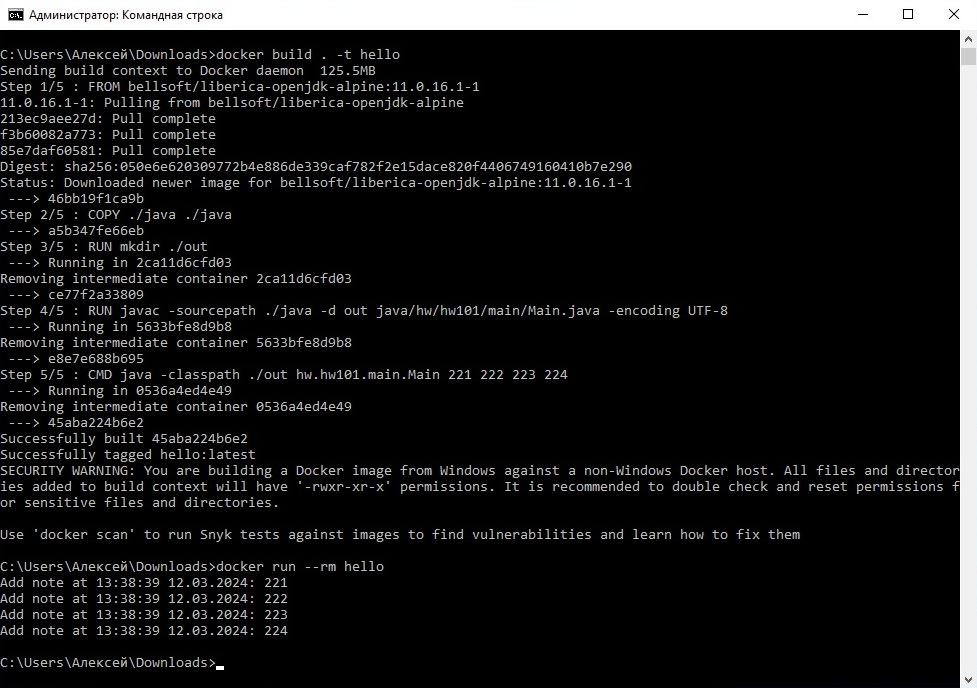 Администратор: Командная строка
C:\Users\Алексей\Downloads>docker build . -t hello
Sending build context to Docker daemon  125.5MB
Step 1/5 : FROM bellsoft/liberica-openjdk-alpine:11.0.16.1-1
11.0.16.1-1: Pulling from bellsoft/liberica-openjdk-alpine
213ec9aee27d: Pull complete
f3b60082a773: Pull complete
85e7daf60581: Pull complete
Digest: sha256:050e6e620309772b4e886de339caf782f2e15dace820f4406749160410b7e290
Status: Downloaded newer image for bellsoft/liberica-openjdk-alpine:11.0.16.1-1
 ---> 46bb19f1ca9b
Step 2/5 : COPY ./java ./java
 ---> a5b347fe66eb
Step 3/5 : RUN mkdir ./out
 ---> Running in 2ca11d6cfd03
Removing intermediate container 2ca11d6cfd03
 ---> ce77f2a33809
Step 4/5 : RUN javac -sourcepath ./java -d out java/hw/hw101/main/Main.java -encoding UTF-8
 ---> Running in 5633bfe8d9b8
Removing intermediate container 5633bfe8d9b8
 ---> e8e7e688b695
Step 5/5 : CMD java -classpath ./out hw.hw101.main.Main 221 222 223 224
 ---> Running in 0536a4ed4e49
Removing intermediate container 0536a4ed4e49
 ---> 45aba224b6e2
Successfully built 45aba224b6e2
Successfully tagged hello:latest
SECURITY WARNING: You are building a Docker image from Windows against a non-Windows Docker host. All files and director
ies added to build context will have '-rwxr-xr-x' permissions. It is recommended to double check and reset permissions f
or sensitive files and directories.
Use 'docker scan' to run Snyk tests against images to find vulnerabilities and learn how to fix them
C:\Users\Алексей\Downloads>docker run --rm hello
Add note at 13:38:39 12.03.2024: 221
Add note at 13:38:39 12.03.2024: 222
Add note at 13:38:39 12.03.2024: 223
Add note at 13:38:39 12.03.2024: 224
C:\Users\Алексей\Downloads>